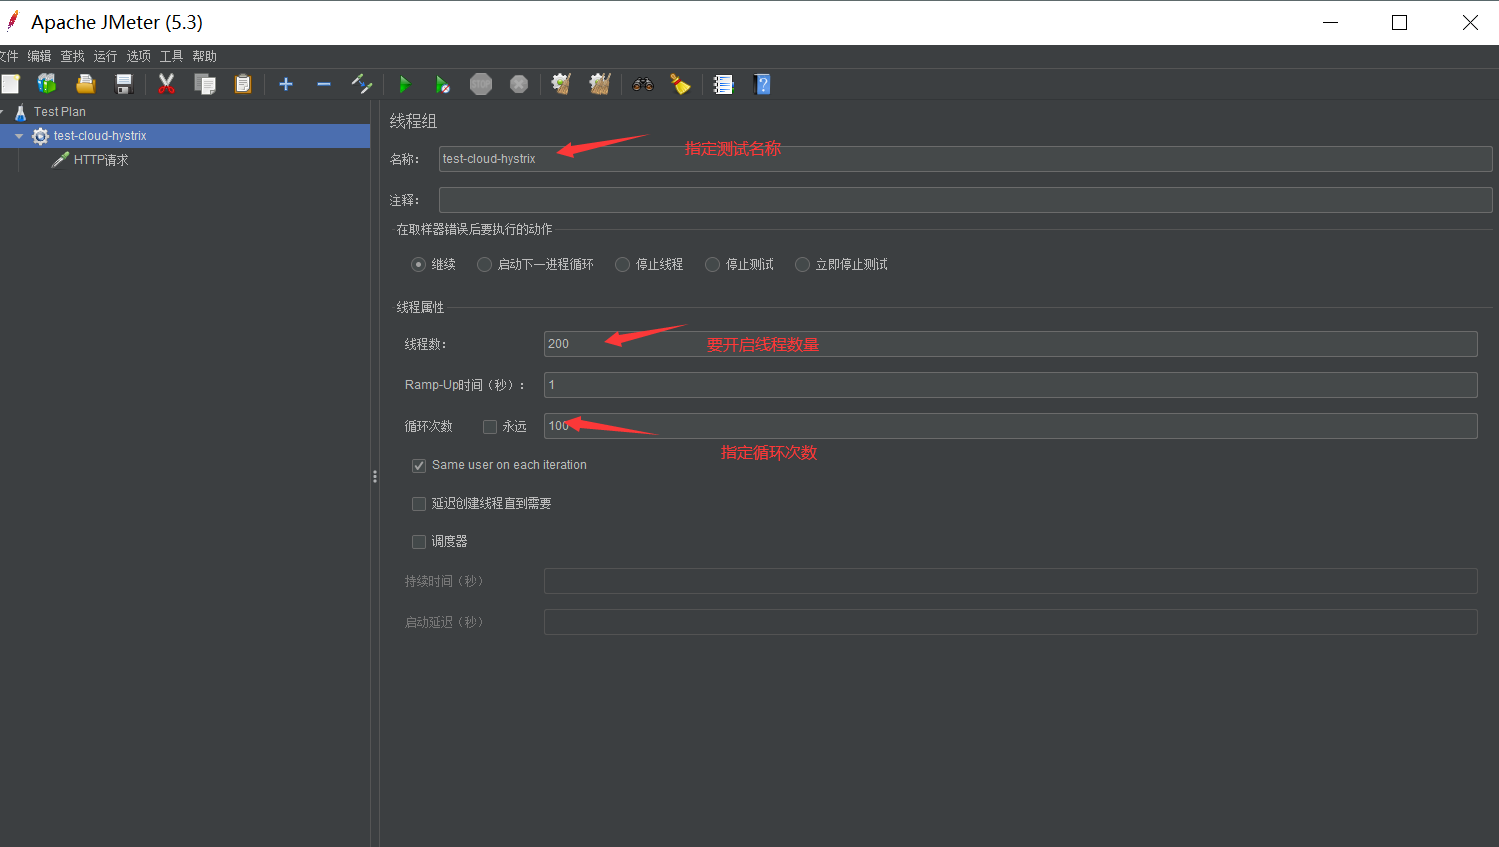 Apache JMeter (5.3)
文件 编辑 查找 运行 选项 工具 帮助
STOP
Test Plan
test-cloud-hystrix
HTTP请求
线程组
名称： test-cloud-hystrix 指定测试名称
注释：
在取样器错误后要执行的动作
继续 启动下一进程循环 停止线程 停止测试 立即停止测试
线程属性
线程数： 200 要开启线程数量
Ramp-Up时间（秒）： 1
循环次数 永远 100
指定循环次数
Same user on each iteration
延迟创建线程直到需要
调度器
持续时间（秒）
启动延迟（秒）